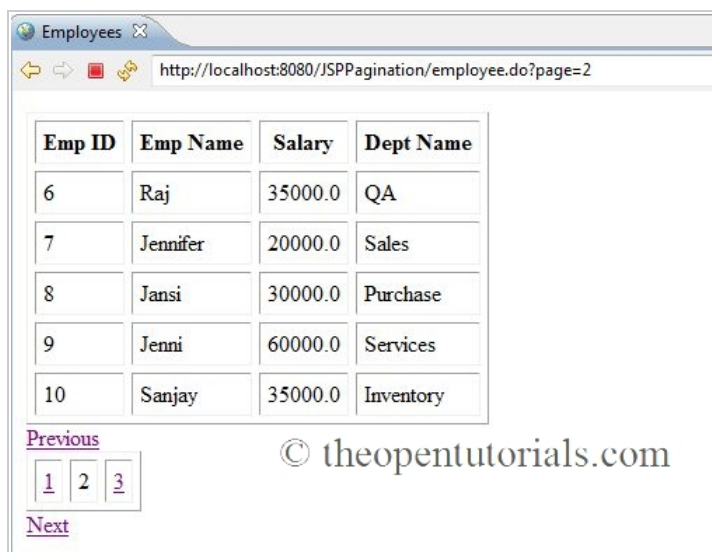 Employees
http://localhost:8080/JSPPagination/employee.do?page=2
Emp ID Emp Name Salary Dept Name
6 Raj 35000.0 QA
7 Jennifer 20000.0 Sales
8 Jansi 30000.0 Purchase
9 Jenni 60000.0 Services
10 Sanjay 35000.0 Inventory
Previous
© theopentutorials.com
1 2 3
Next